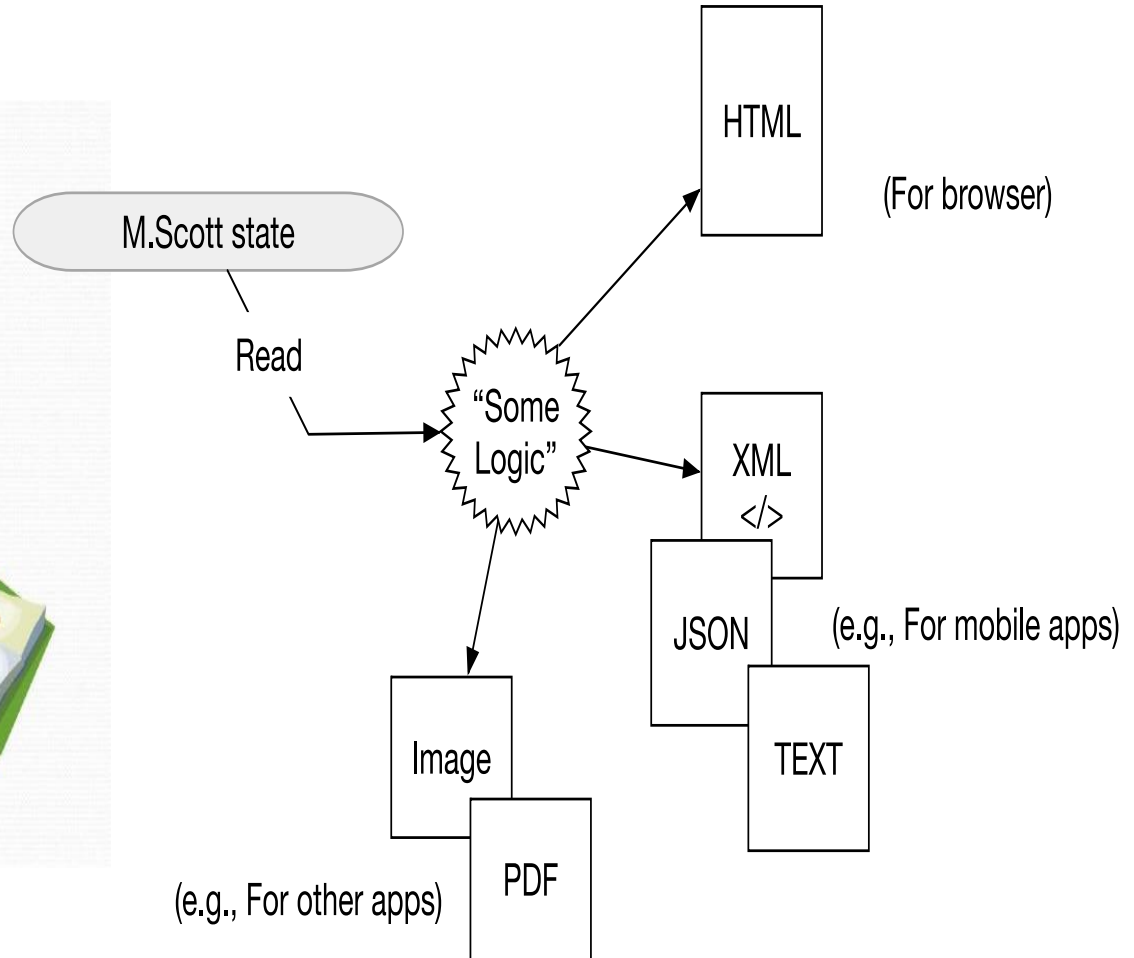 HTML
(For browser)
M.Scott state
Read
“Some
Logic”
XML
</>
JSON
(e.g., For mobile apps)
TEXT
Image
PDF
(e.g., For other apps)